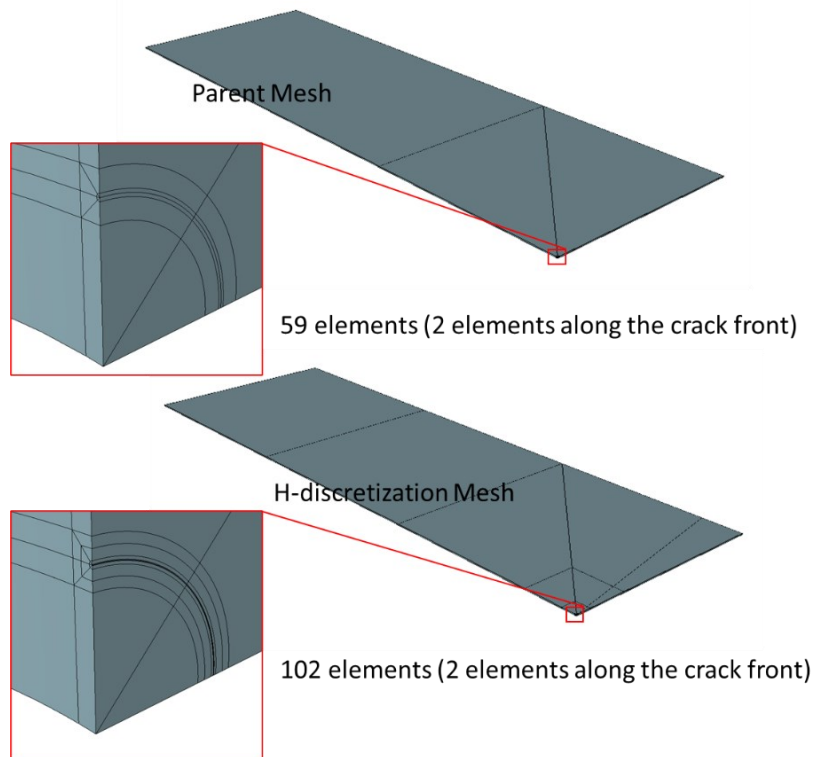 Parent Mesh
59 elements (2 elements along the crack front)
H-discretization Mesh
102 elements (2 elements along the crack front)